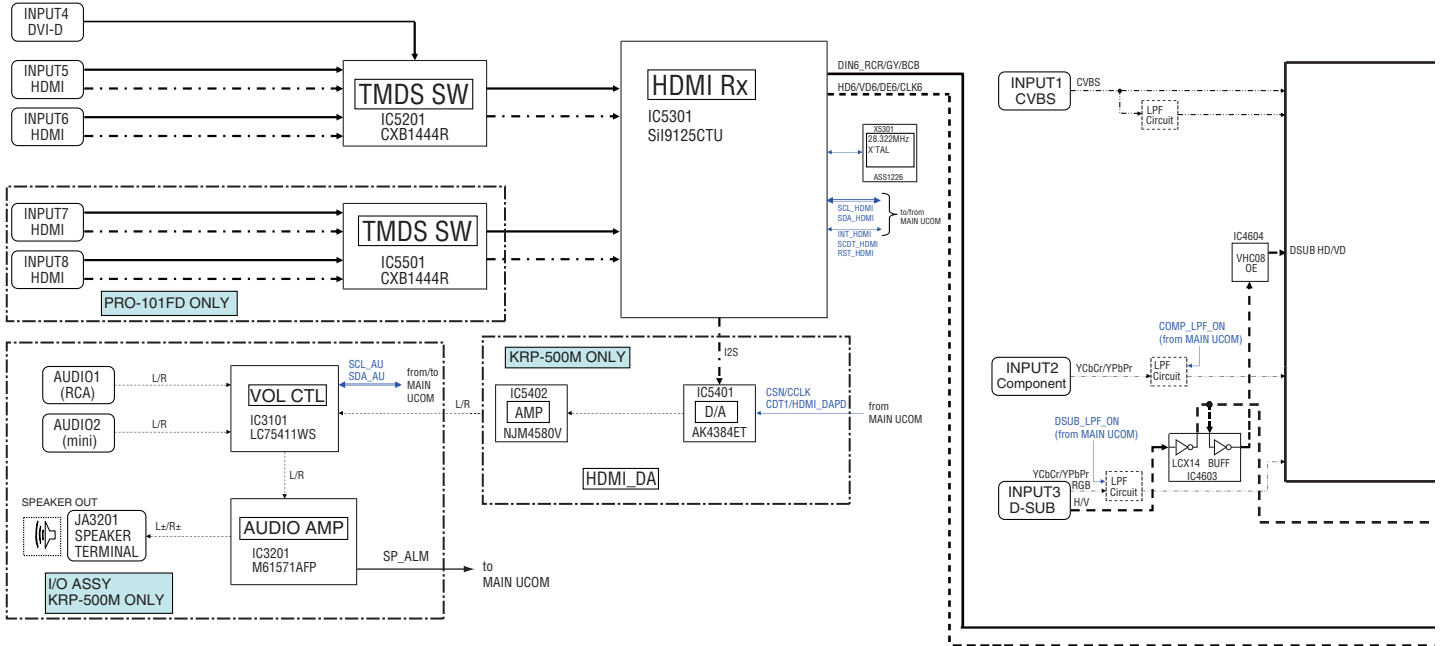 INPUT4
DVI-D
INPUT5
HDMI
INPUT6
HDMI
TMDS SW
IC5201
CXB1444R
INPUT7
HDMI
INPUT8
HDMI
TMDS SW
IC5501
CXB1444R
PRO-101FD ONLY
HDMI Rx
IC5301
SiI9125CTU
DIN6_RCR/GY/BCB
HD6/VD6/DE6/CLK6
X5301
28.322MHz
X'TAL
ASS1226
SCL_HDMI
SDA_HDMI
INT_HDMI
SCDT_HDMI
RST_HDMI
to/from
MAIN UCOM
I2S
KRP-500M ONLY
IC5402
AMP
NJM4580V
IC5401
D/A
AK4384ET
CSN/CCLK
CDT1/HDMI_DAPD
from
MAIN UCOM
HDMI_DA
L/R
AUDIO1
(RCA)
L/R
AUDIO2
(mini)
L/R
VOL CTL
IC3101
LC75411WS
SCL_AU
SDA_AU
from/to
MAIN
UCOM
L/R
SPEAKER OUT
JA3201
SPEAKER
TERMINAL
L±/R±
AUDIO AMP
IC3201
M61571AFP
SP_ALM
to
MAIN UCOM
I/O ASSY
KRP-500M ONLY
INPUT1
CVBS
CVBS
LPF
Circuit
IC4604
VHC08
OE
DSUB HD/VD
COMP_LPF_ON
(from MAIN UCOM)
INPUT2
Component
YCbCr/YPbPr
LPF
Circuit
DSUB_LPF_ON
(from MAIN UCOM)
LCX14
BUFF
IC4603
INPUT3
D-SUB
YCbCr/YPbPr
RGB
H/V
LPF
Circuit